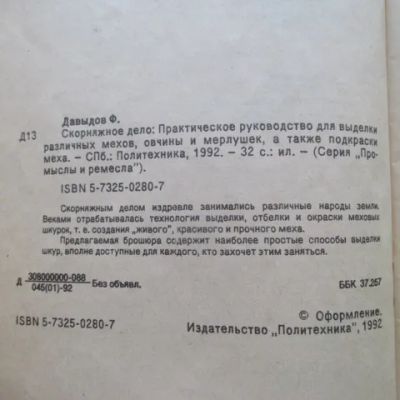 Давыдов Ф.
Д13 Скорняжное дело: Практическое руководство для выделки
различных мехов, овчины и мерлушек, а также подкраски
меха. – СПб.: Политехника, 1992. – 32 с.: ил. – (Серия „Про-
мыслы и ремесла").
ISBN 5-7325-0280-7
Скорняжным делом издревле занимались различные народы земли.
Веками отрабатывалась технология выделки, отбелки и окраски меховых
шкурок, т. е. создания „живого", красивого и прочного меха.
Предлагаемая брошюра содержит наиболее простые способы выделки
шкур, вполне доступные для каждого, кто захочет этим заняться.
Д 308000000-088
045(01)-92 Без объявл.
ББК 37.257
ISBN 5-7325-0280-7
© Оформление.
Издательство „Политехника", 1992